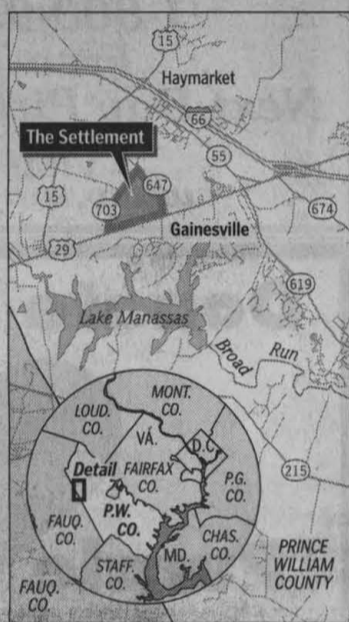 15
Haymarket
66
The Settlement
55
15
647
703
674
Gainesville
29
619
Lake Manassas
Broad Run
MONT.
CO.
LOUD.
CO.
VA.
D.C.
Detail
FAIRFAX
CO.
P.G.
CO.
215
P.W.
CO.
FAUQ.
CO.
CHAS.
CO.
MD.
STAFF.
CO.
PRINCE
WILLIAM
COUNTY
FAUQ.
CO.